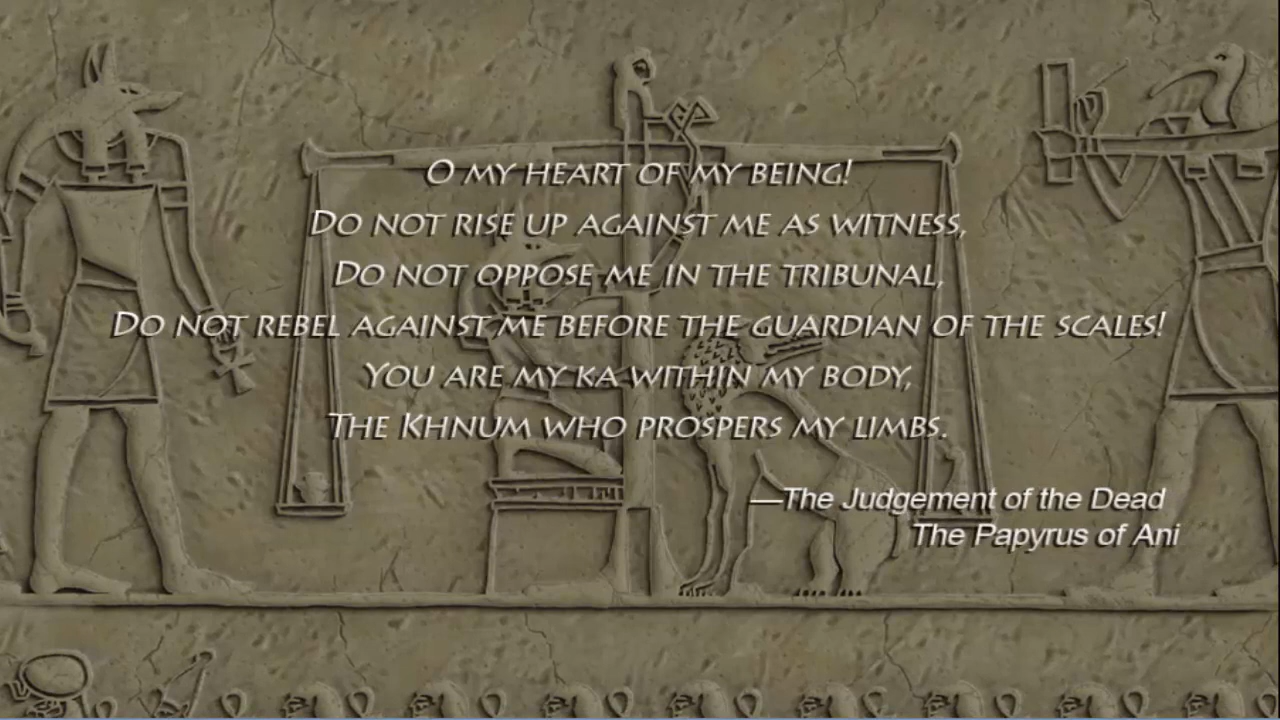 O MY HEART OF MY BEING!
DO NOT RISE UP AGAINST ME AS WITNESS,
DO NOT OPPOSE ME IN THE TRIBUNAL,
DO NOT REBEL AGAINST ME BEFORE THE GUARDIAN OF THE SCALES!
YOU ARE MY KA WITHIN MY BODY,
THE KHNUM WHO PROSPERS MY LIMBS.
—The Judgement of the Dead
The Papyrus of Ani